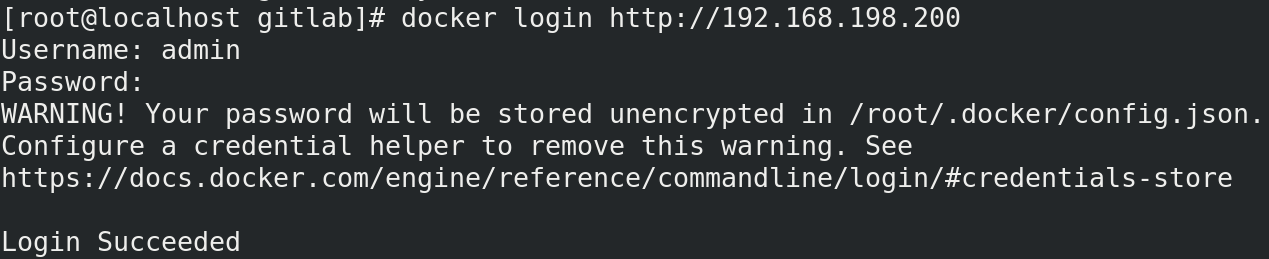 [root@localhost gitlab]# docker login http://192.168.198.200
Username: admin
Password:
WARNING! Your password will be stored unencrypted in /root/.docker/config.json.
Configure a credential helper to remove this warning. See
https://docs.docker.com/engine/reference/commandline/login/#credentials-store
Login Succeeded